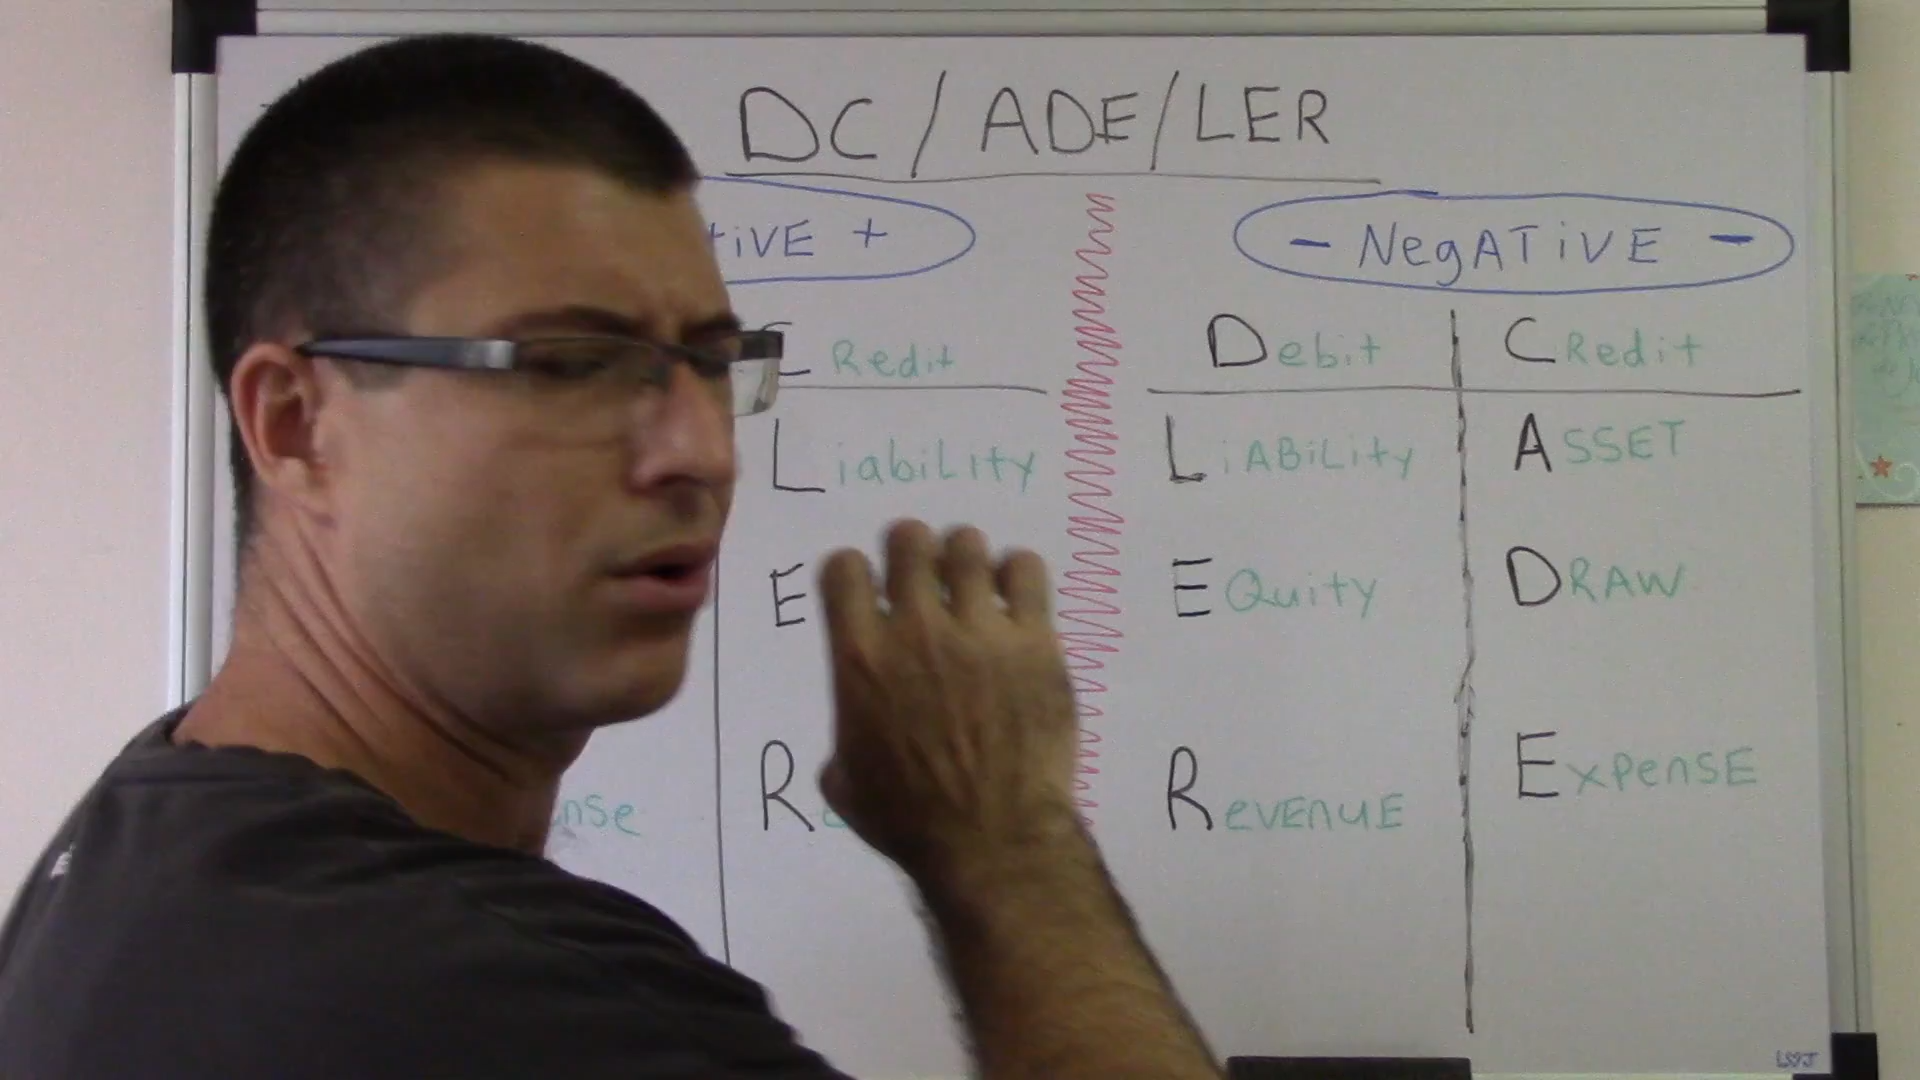 DC / ADE / LER
tiVE +
- NegATiVE -
CRedit
Debit CRedit
LiabiLity
LiABiLity ASSET
E
EQuity DRAW
nse
R
REVENUE EXpenSE